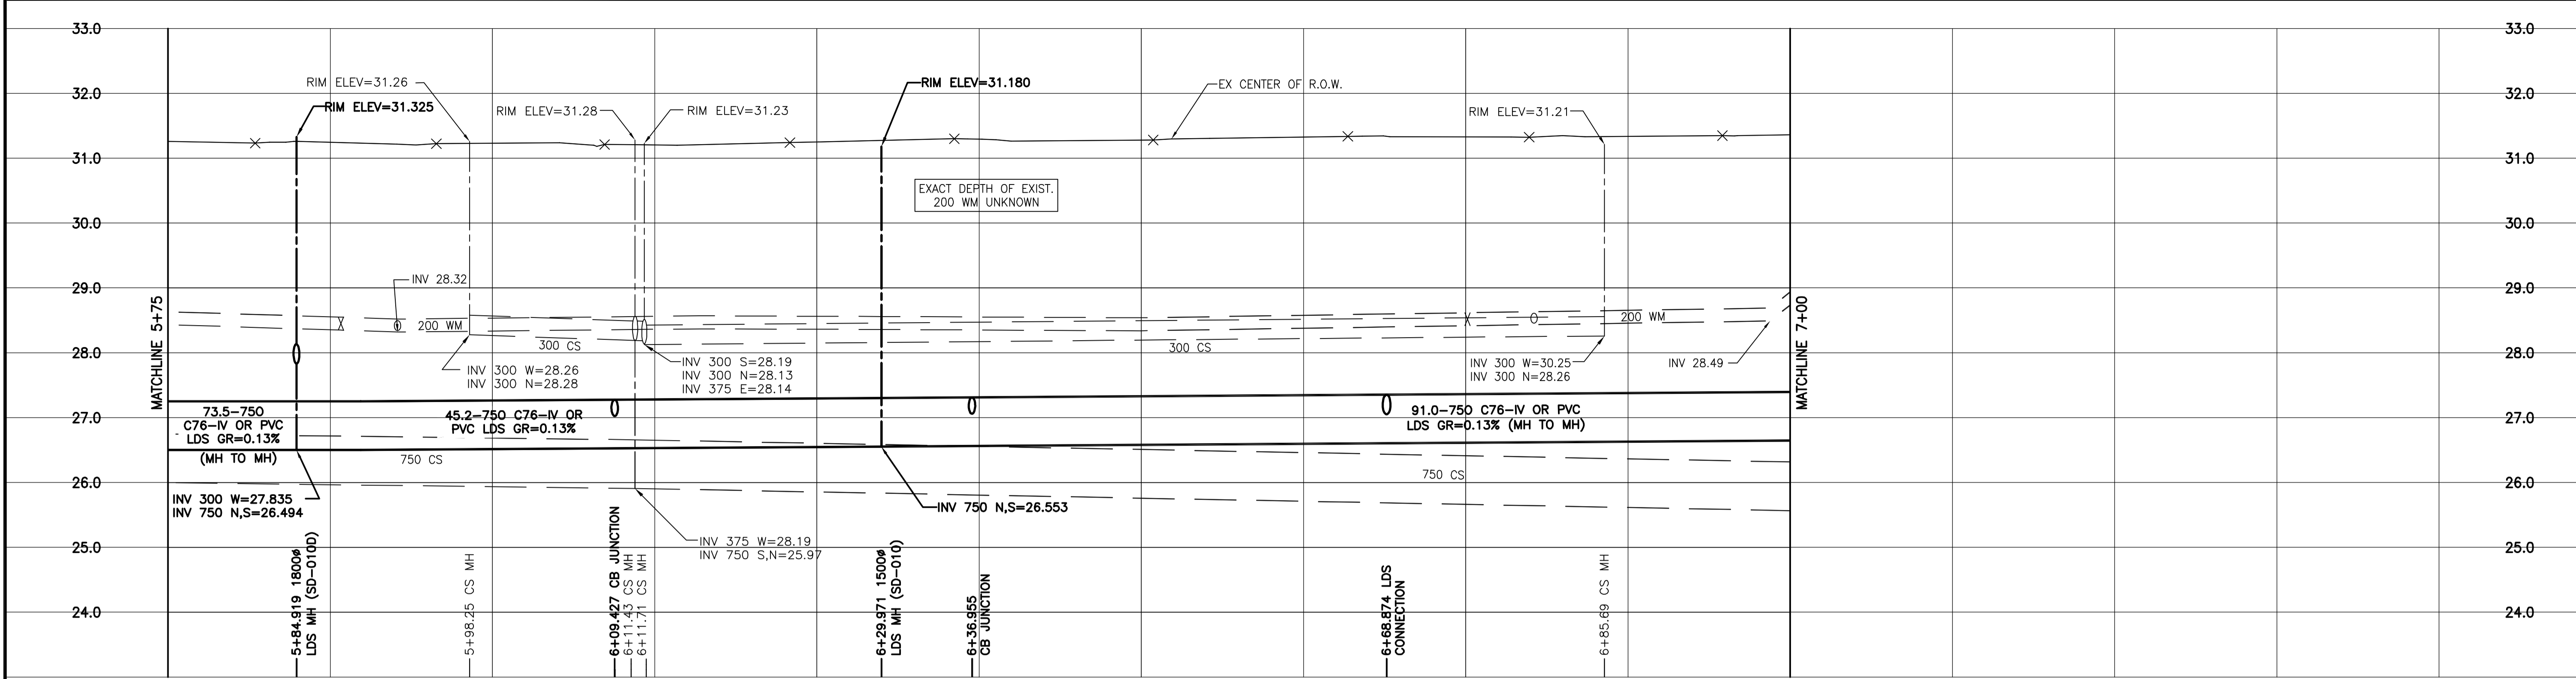 33.0
33.0
32.0
32.0
31.0
31.0
30.0
30.0
29.0
29.0
28.0
28.0
27.0
27.0
26.0
26.0
25.0
25.0
24.0
24.0
RIM ELEV=31.26
RIM ELEV=31.325
RIM ELEV=31.28
RIM ELEV=31.23
RIM ELEV=31.180
EX CENTER OF R.O.W.
RIM ELEV=31.21
EXACT DEPTH OF EXIST.
200 WM UNKNOWN
MATCHLINE 5+75
INV 28.32
200 WM
300 CS
INV 300 W=28.26
INV 300 N=28.28
INV 300 S=28.19
INV 300 N=28.13
INV 375 E=28.14
300 CS
200 WM
INV 300 W=30.25
INV 300 N=28.26
INV 28.49
MATCHLINE 7+00
73.5-750
C76-IV OR PVC
LDS GR=0.13%
(MH TO MH)
45.2-750 C76-IV OR
PVC LDS GR=0.13%
91.0-750 C76-IV OR PVC
LDS GR=0.13% (MH TO MH)
750 CS
750 CS
INV 300 W=27.835
INV 750 N,S=26.494
INV 750 N,S=26.553
INV 375 W=28.19
INV 750 S,N=25.97
5+84.919 1800ø
LDS MH (SD-010D)
5+98.25 CS MH
6+09.427 CB JUNCTION
6+11.43 CS MH
6+11.71 CS MH
6+29.971 1500ø
LDS MH (SD-010)
6+36.955
CB JUNCTION
6+68.874 LDS
CONNECTION
6+85.69 CS MH